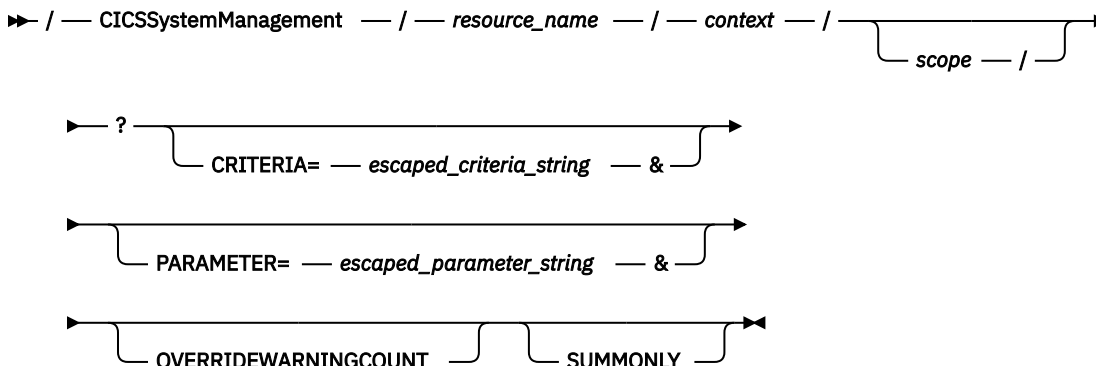 / CICSSystemManagement / resource_name / context /
scope /
?
CRITERIA= escaped_criteria_string &
PARAMETER= escaped_parameter_string &
OVERRIDEWARNINGCOUNT SUMMONLY